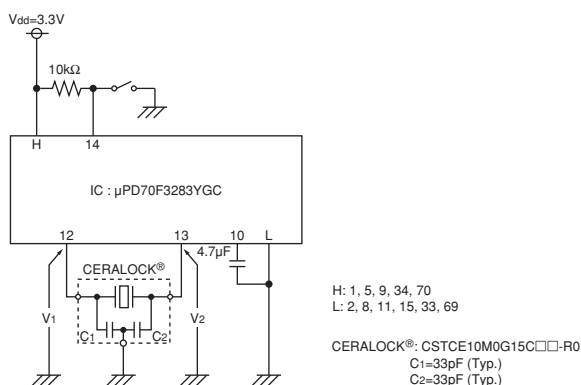 Vdd=3.3V
10kΩ
H
14
IC : µPD70F3283YGC
12
13
10
L
4.7µF
CERALOCK®
V1
C1
C2
V2
H: 1, 5, 9, 34, 70
L: 2, 8, 11, 15, 33, 69
CERALOCK®: CSTCE10M0G15C□□-R0
C1=33pF (Typ.)
C2=33pF (Typ.)